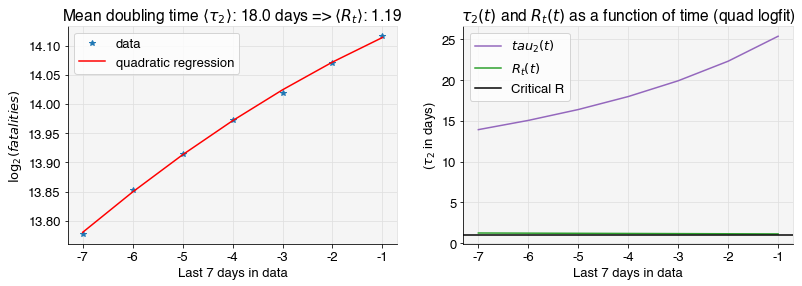 Mean doubling time ⟨τ₂⟩: 18.0 days => ⟨Rₜ⟩: 1.19
data
quadratic regression
log₂(fatalities)
14.10
14.05
14.00
13.95
13.90
13.85
13.80
-7 -6 -5 -4 -3 -2 -1
Last 7 days in data
τ₂(t) and Rₜ(t) as a function of time (quad logfit)
tau₂(t)
Rₜ(t)
Critical R
(τ₂ in days)
25
20
15
10
5
0
-7 -6 -5 -4 -3 -2 -1
Last 7 days in data